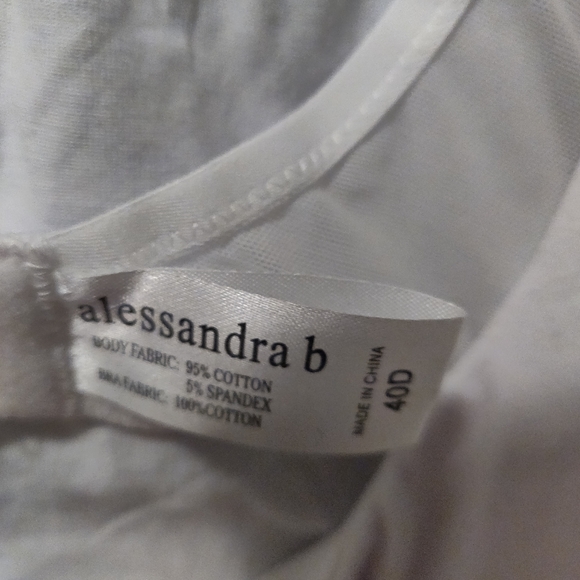 alessandra b
BODY FABRIC: 95% COTTON
5% SPANDEX
BRA FABRIC: 100%COTTON
MADE IN CHINA
40D